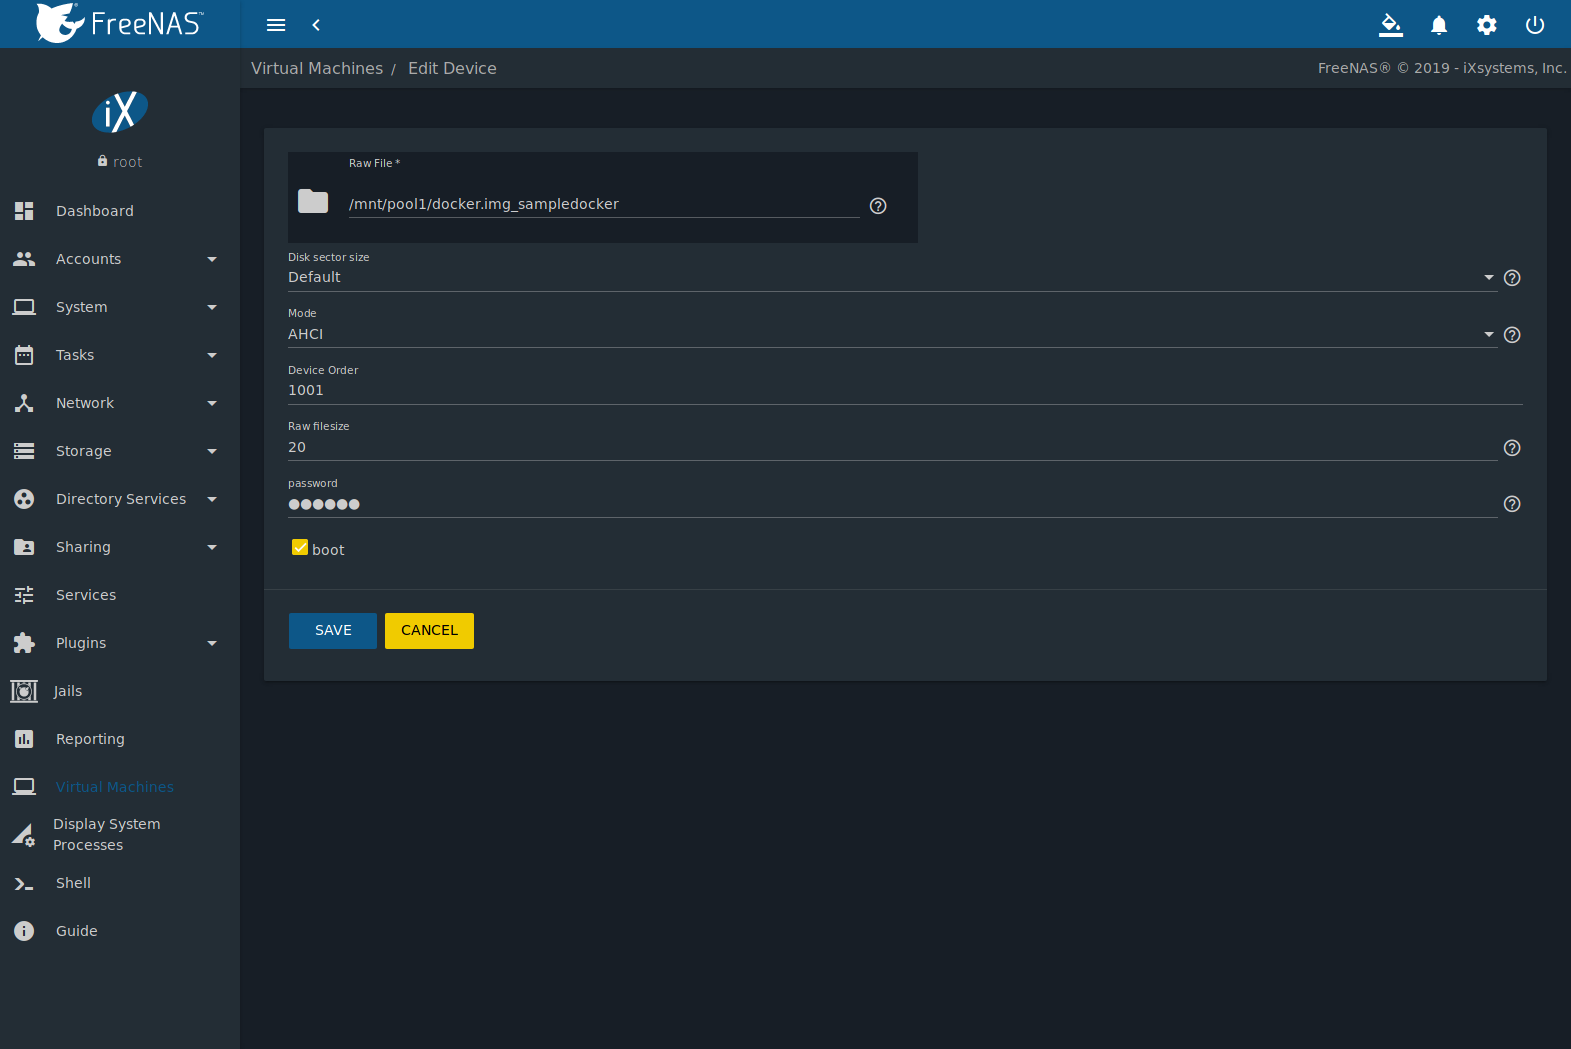 FreeNAS™
Virtual Machines / Edit Device
FreeNAS® © 2019 - iXsystems, Inc.
iX
root
Dashboard
Accounts
System
Tasks
Network
Storage
Directory Services
Sharing
Services
Plugins
Jails
Reporting
Virtual Machines
Display System
Processes
Shell
Guide
Raw File *
/mnt/pool1/docker.img_sampledocker
Disk sector size
Default
Mode
AHCI
Device Order
1001
Raw filesize
20
password
●●●●●●
boot
SAVE CANCEL